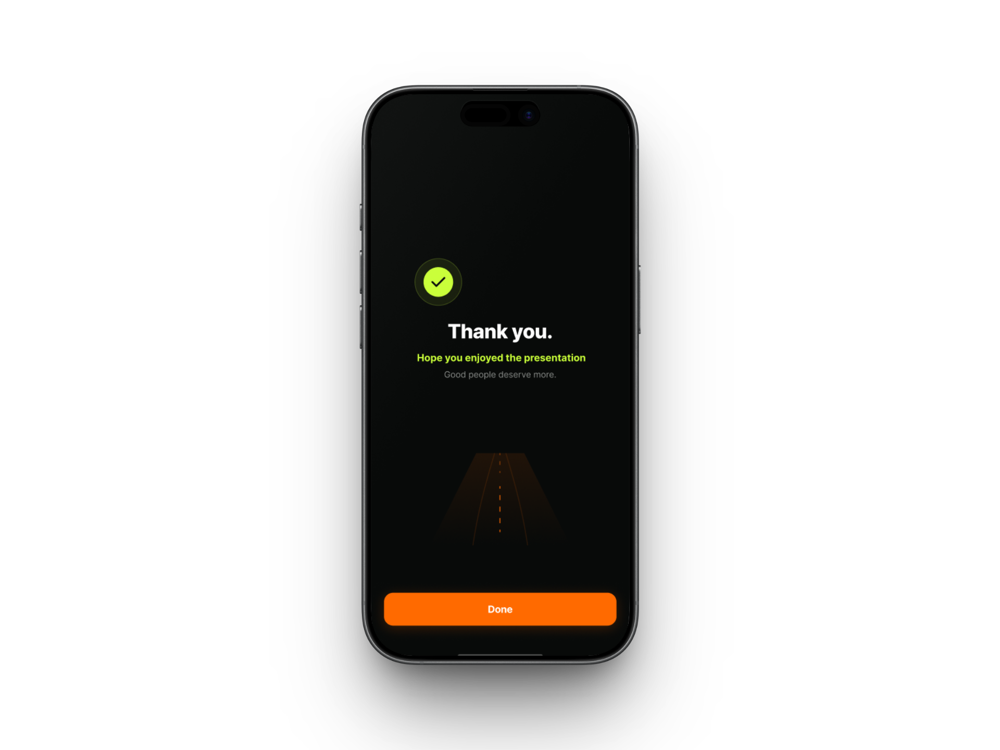 Thank you.
Hope you enjoyed the presentation
Good people deserve more.
Done